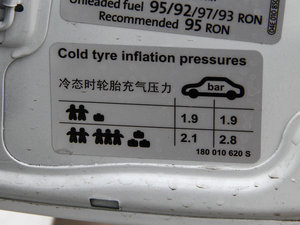 Unleaded fuel 95/92/97/93 RON
Recommended 95 RON
Cold tyre inflation pressures
冷态时轮胎充气压力
bar
1.9 1.9
2.1 2.8
180 010 620 S